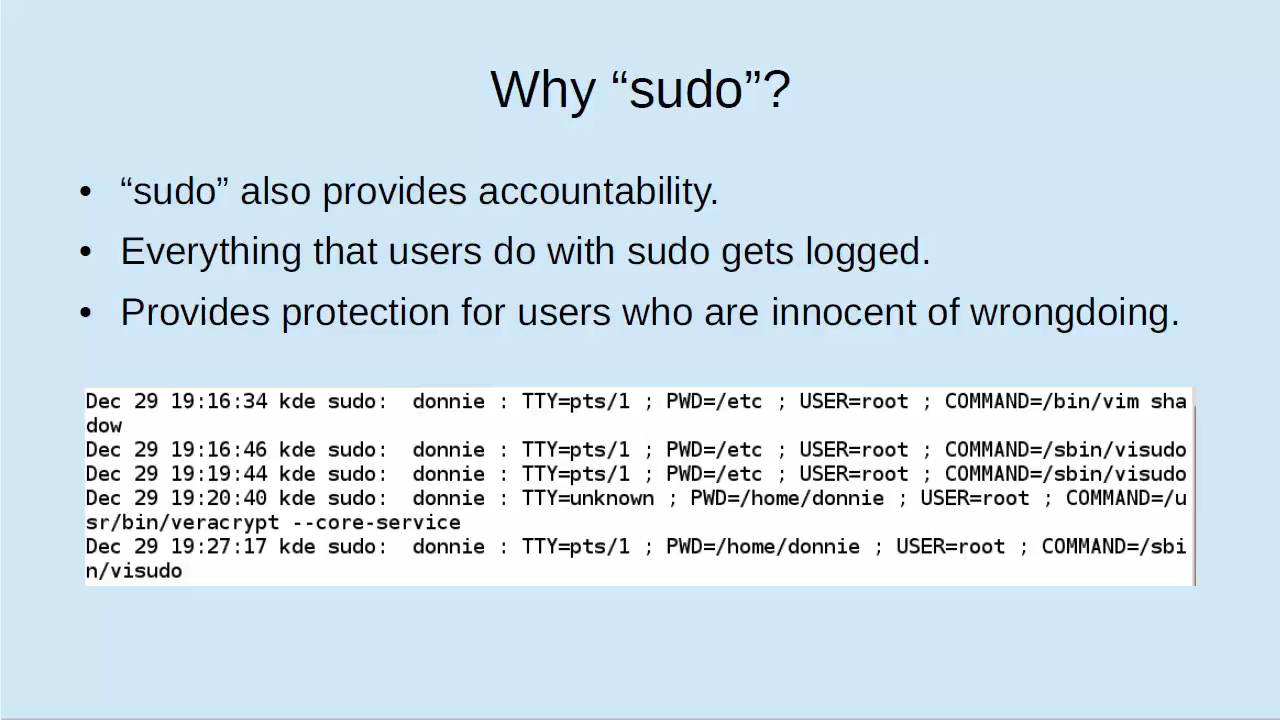 Why “sudo”?
• “sudo” also provides accountability.
• Everything that users do with sudo gets logged.
• Provides protection for users who are innocent of wrongdoing.
Dec 29 19:16:34 kde sudo:  donnie : TTY=pts/1 ; PWD=/etc ; USER=root ; COMMAND=/bin/vim sha
dow
Dec 29 19:16:46 kde sudo:  donnie : TTY=pts/1 ; PWD=/etc ; USER=root ; COMMAND=/sbin/visudo
Dec 29 19:19:44 kde sudo:  donnie : TTY=pts/1 ; PWD=/etc ; USER=root ; COMMAND=/sbin/visudo
Dec 29 19:20:40 kde sudo:  donnie : TTY=unknown ; PWD=/home/donnie ; USER=root ; COMMAND=/u
sr/bin/veracrypt --core-service
Dec 29 19:27:17 kde sudo:  donnie : TTY=pts/1 ; PWD=/home/donnie ; USER=root ; COMMAND=/sbi
n/visudo